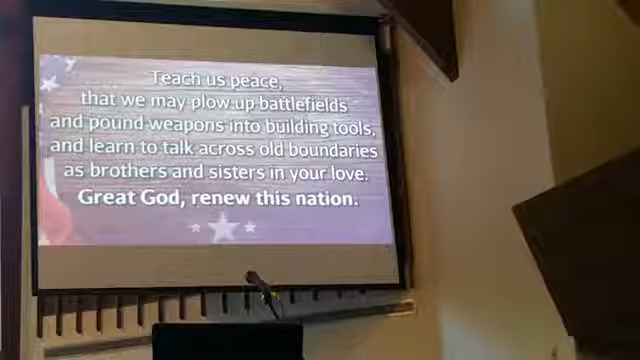 Teach us peace,
that we may plow up battlefields
and pound weapons into building tools,
and learn to talk across old boundaries
as brothers and sisters in your love.
Great God, renew this nation.